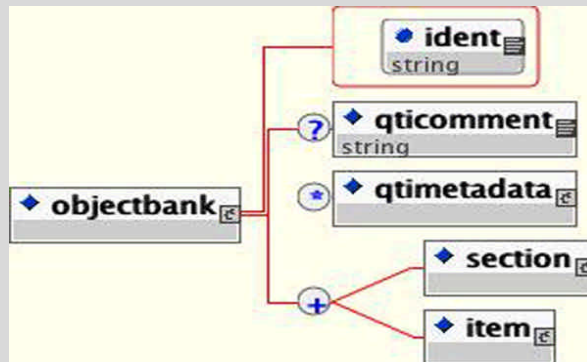 ident
string
?
qticomment
string
*
qtimetadata
objectbank
section
+
item